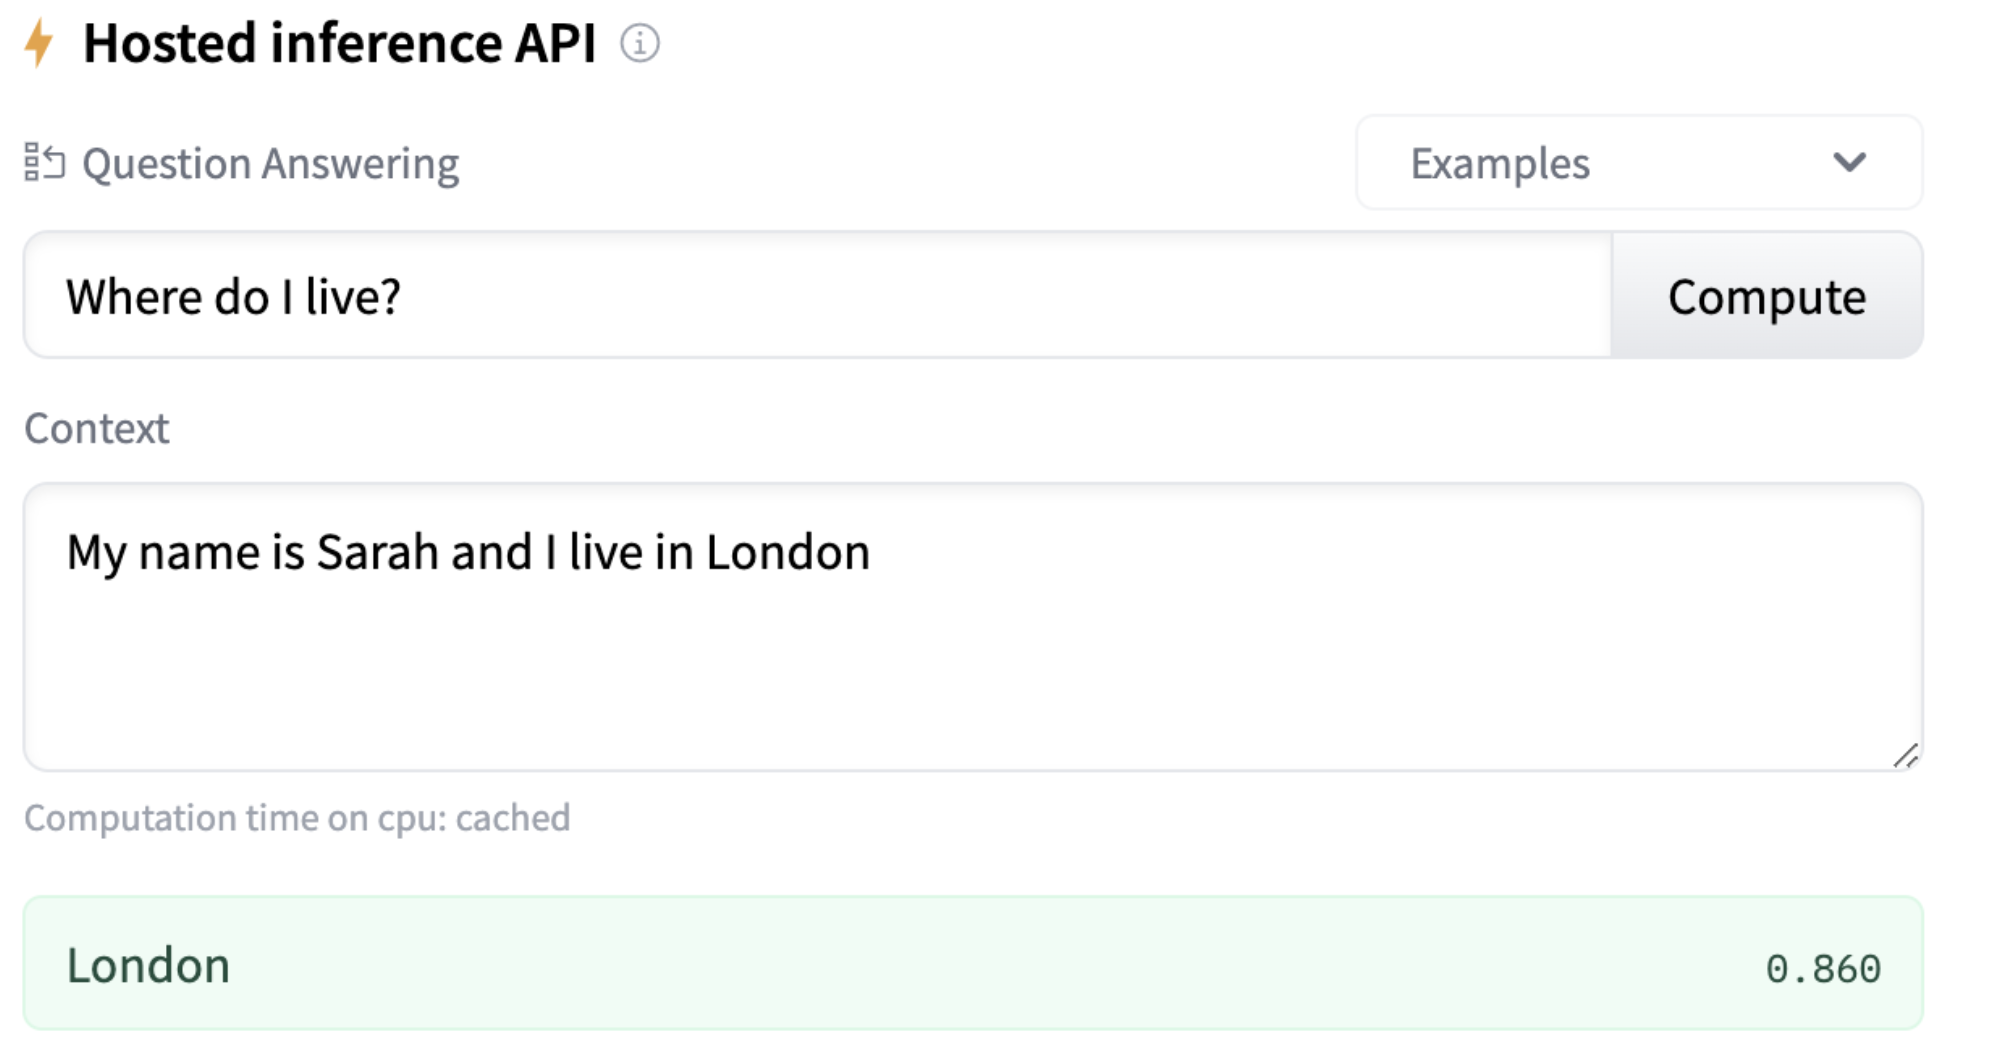 Hosted inference API
Question Answering
Examples
Where do I live?
Compute
Context
My name is Sarah and I live in London
Computation time on cpu: cached
London
0.860